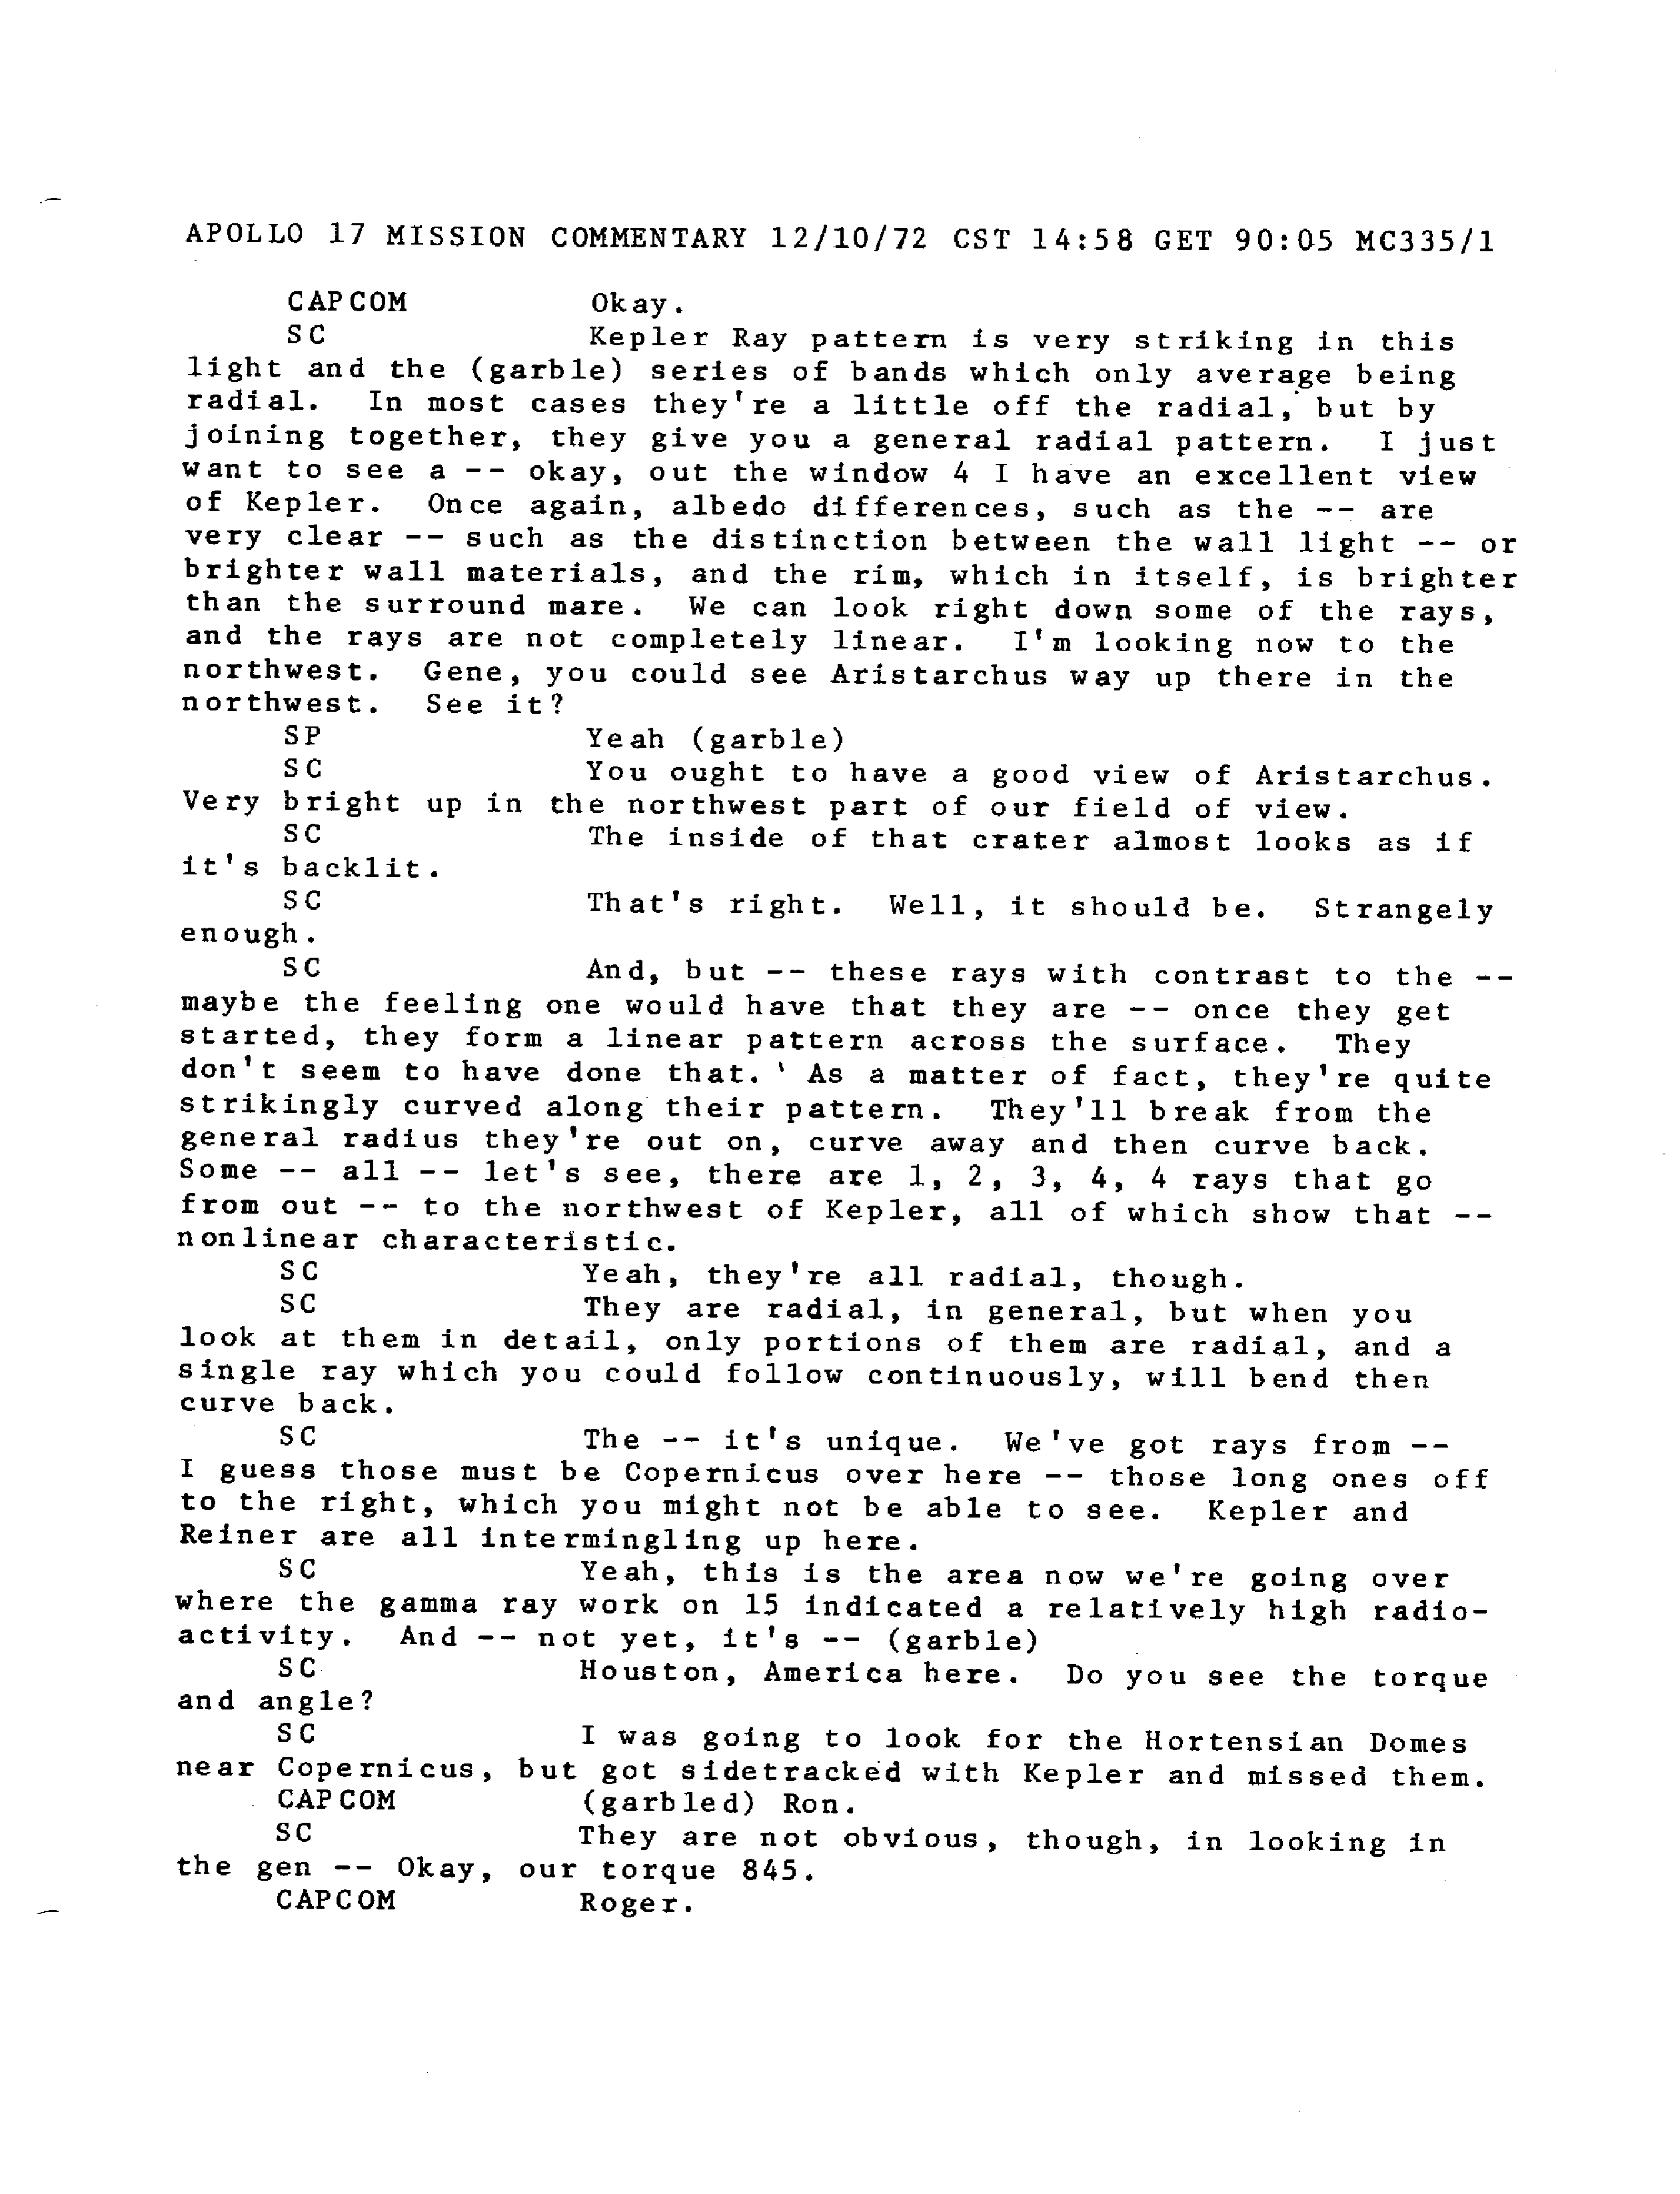 APOLLO 17 MISSION COMMENTARY 12/10/72 CST 14:58 GET 90:05 MC335/1
CAPCOM Okay.
SC Kepler Ray pattern is very striking in this
light and the (garble) series of bands which only average being
radial. In most cases they're a little off the radial, but by
joining together, they give you a general radial pattern. I just
want to see a -- okay, out the window 4 I have an excellent view
of Kepler. Once again, albedo differences, such as the -- are
very clear -- such as the distinction between the wall light -- or
brighter wall materials, and the rim, which in itself, is brighter
than the surround mare. We can look right down some of the rays,
and the rays are not completely linear. I'm looking now to the
northwest. Gene, you could see Aristarchus way up there in the
northwest. See it?
SP Yeah (garble)
SC You ought to have a good view of Aristarchus.
Very bright up in the northwest part of our field of view.
SC The inside of that crater almost looks as if
it's backlit.
SC That's right. Well, it should be. Strangely
enough.
SC And, but -- these rays with contrast to the --
maybe the feeling one would have that they are -- once they get
started, they form a linear pattern across the surface. They
don't seem to have done that. As a matter of fact, they're quite
strikingly curved along their pattern. They'll break from the
general radius they're out on, curve away and then curve back.
Some -- all -- let's see, there are 1, 2, 3, 4, 4 rays that go
from out -- to the northwest of Kepler, all of which show that --
nonlinear characteristic.
SC Yeah, they're all radial, though.
SC They are radial, in general, but when you
look at them in detail, only portions of them are radial, and a
single ray which you could follow continuously, will bend then
curve back.
SC The -- it's unique. We've got rays from --
I guess those must be Copernicus over here -- those long ones off
to the right, which you might not be able to see. Kepler and
Reiner are all intermingling up here.
SC Yeah, this is the area now we're going over
where the gamma ray work on 15 indicated a relatively high radio-
activity. And -- not yet, it's -- (garble)
SC Houston, America here. Do you see the torque
and angle?
SC I was going to look for the Hortensian Domes
near Copernicus, but got sidetracked with Kepler and missed them.
CAPCOM (garbled) Ron.
SC They are not obvious, though, in looking in
the gen -- Okay, our torque 845.
CAPCOM Roger.